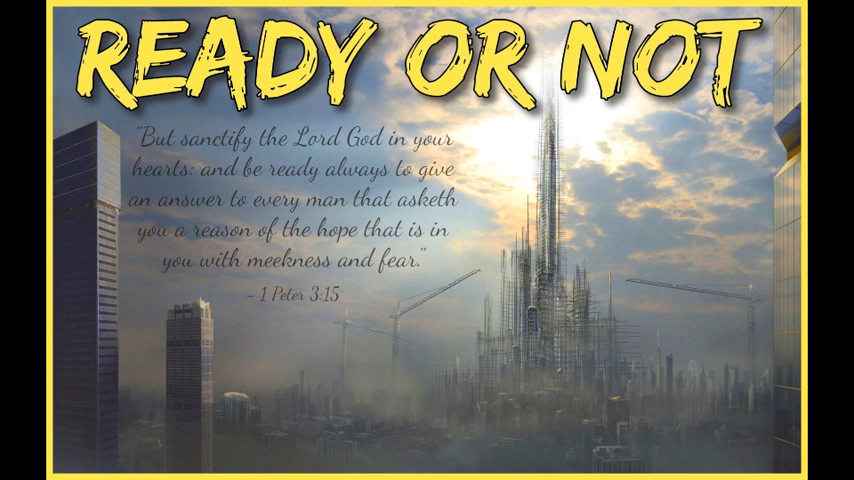 READY OR NOT
"But sanctify the Lord God in your
hearts: and be ready always to give
an answer to every man that asketh
you a reason of the hope that is in
you with meekness and fear."
~ 1 Peter 3:15